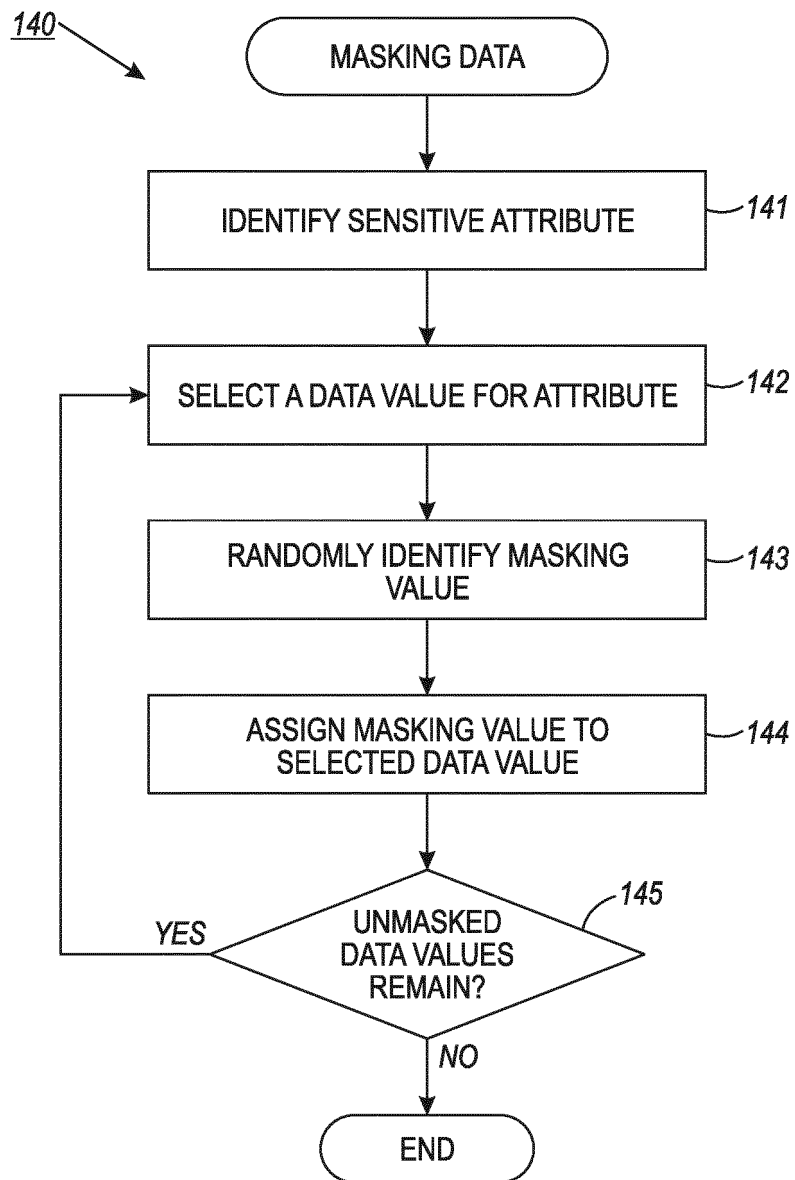 140
MASKING DATA
IDENTIFY SENSITIVE ATTRIBUTE
141
SELECT A DATA VALUE FOR ATTRIBUTE
142
RANDOMLY IDENTIFY MASKING
VALUE
143
ASSIGN MASKING VALUE TO
SELECTED DATA VALUE
144
145
UNMASKED
DATA VALUES
REMAIN?
YES
NO
END